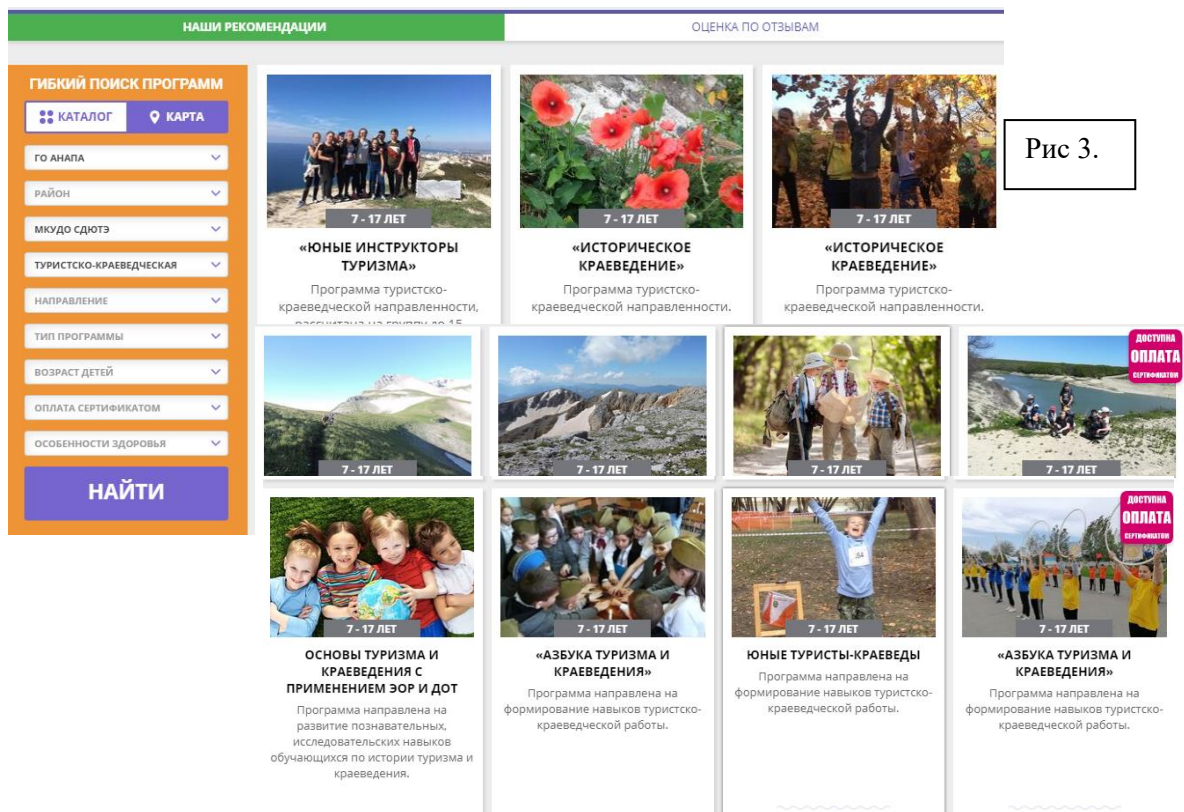 НАШИ РЕКОМЕНДАЦИИ
ОЦЕНКА ПО ОТЗЫВАМ
ГИБКИЙ ПОИСК ПРОГРАММ
КАТАЛОГ
КАРТА
ГО АНАПА
РАЙОН
МКУДО СДЮТЭ
ТУРИСТСКО-КРАЕВЕДЧЕСКАЯ
НАПРАВЛЕНИЕ
ТИП ПРОГРАММЫ
ВОЗРАСТ ДЕТЕЙ
ОПЛАТА СЕРТИФИКАТОМ
ОСОБЕННОСТИ ЗДОРОВЬЯ
НАЙТИ
7 - 17 ЛЕТ
«ЮНЫЕ ИНСТРУКТОРЫ
ТУРИЗМА»
Программа туристско-
краеведческой направленности,
рассчитана на группу до 15
7 - 17 ЛЕТ
«ИСТОРИЧЕСКОЕ
КРАЕВЕДЕНИЕ»
Программа туристско-
краеведческой направленности.
7 - 17 ЛЕТ
«ИСТОРИЧЕСКОЕ
КРАЕВЕДЕНИЕ»
Программа туристско-
краеведческой направленности.
Рис 3.
7 - 17 ЛЕТ
7 - 17 ЛЕТ
7 - 17 ЛЕТ
ДОСТУПНА
ОПЛАТА
СЕРТИФИКАТОМ
7 - 17 ЛЕТ
7 - 17 ЛЕТ
ОСНОВЫ ТУРИЗМА И
КРАЕВЕДЕНИЯ С
ПРИМЕНЕНИЕМ ЭОР И ДОТ
Программа направлена на
развитие познавательных,
исследовательских навыков
обучающихся по истории туризма и
краеведения.
7 - 17 ЛЕТ
«АЗБУКА ТУРИЗМА И
КРАЕВЕДЕНИЯ»
Программа направлена на
формирование навыков туристско-
краеведческой работы.
7 - 17 ЛЕТ
ЮНЫЕ ТУРИСТЫ-КРАЕВЕДЫ
Программа направлена на
формирование навыков туристско-
краеведческой работы.
ДОСТУПНА
ОПЛАТА
СЕРТИФИКАТОМ
7 - 17 ЛЕТ
«АЗБУКА ТУРИЗМА И
КРАЕВЕДЕНИЯ»
Программа направлена на
формирование навыков туристско-
краеведческой работы.